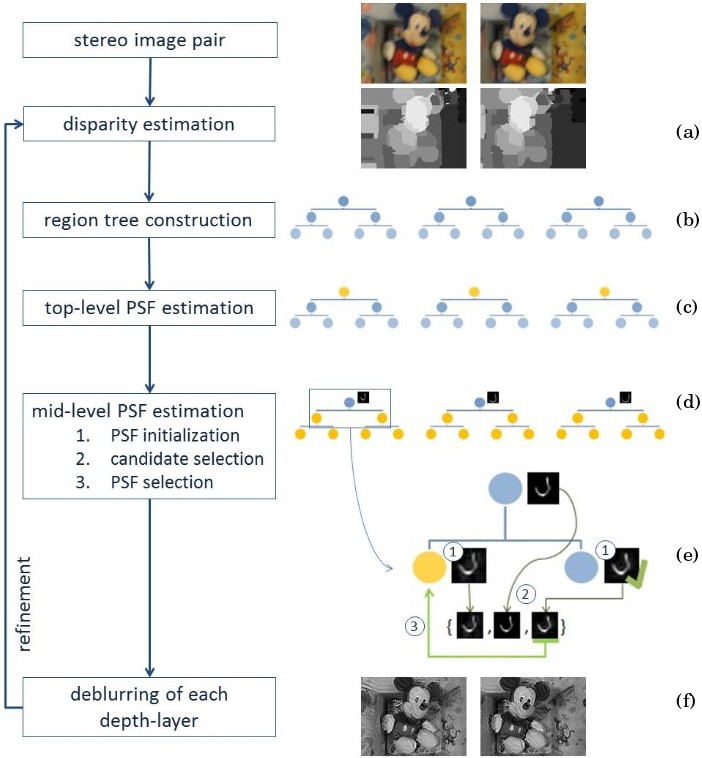 stereo image pair
disparity estimation
(a)
region tree construction
(b)
top-level PSF estimation
(c)
mid-level PSF estimation
1. PSF initialization
2. candidate selection
3. PSF selection
(d)
1
1
(e)
2
3
{ , , }
refinement
deblurring of each
depth-layer
(f)